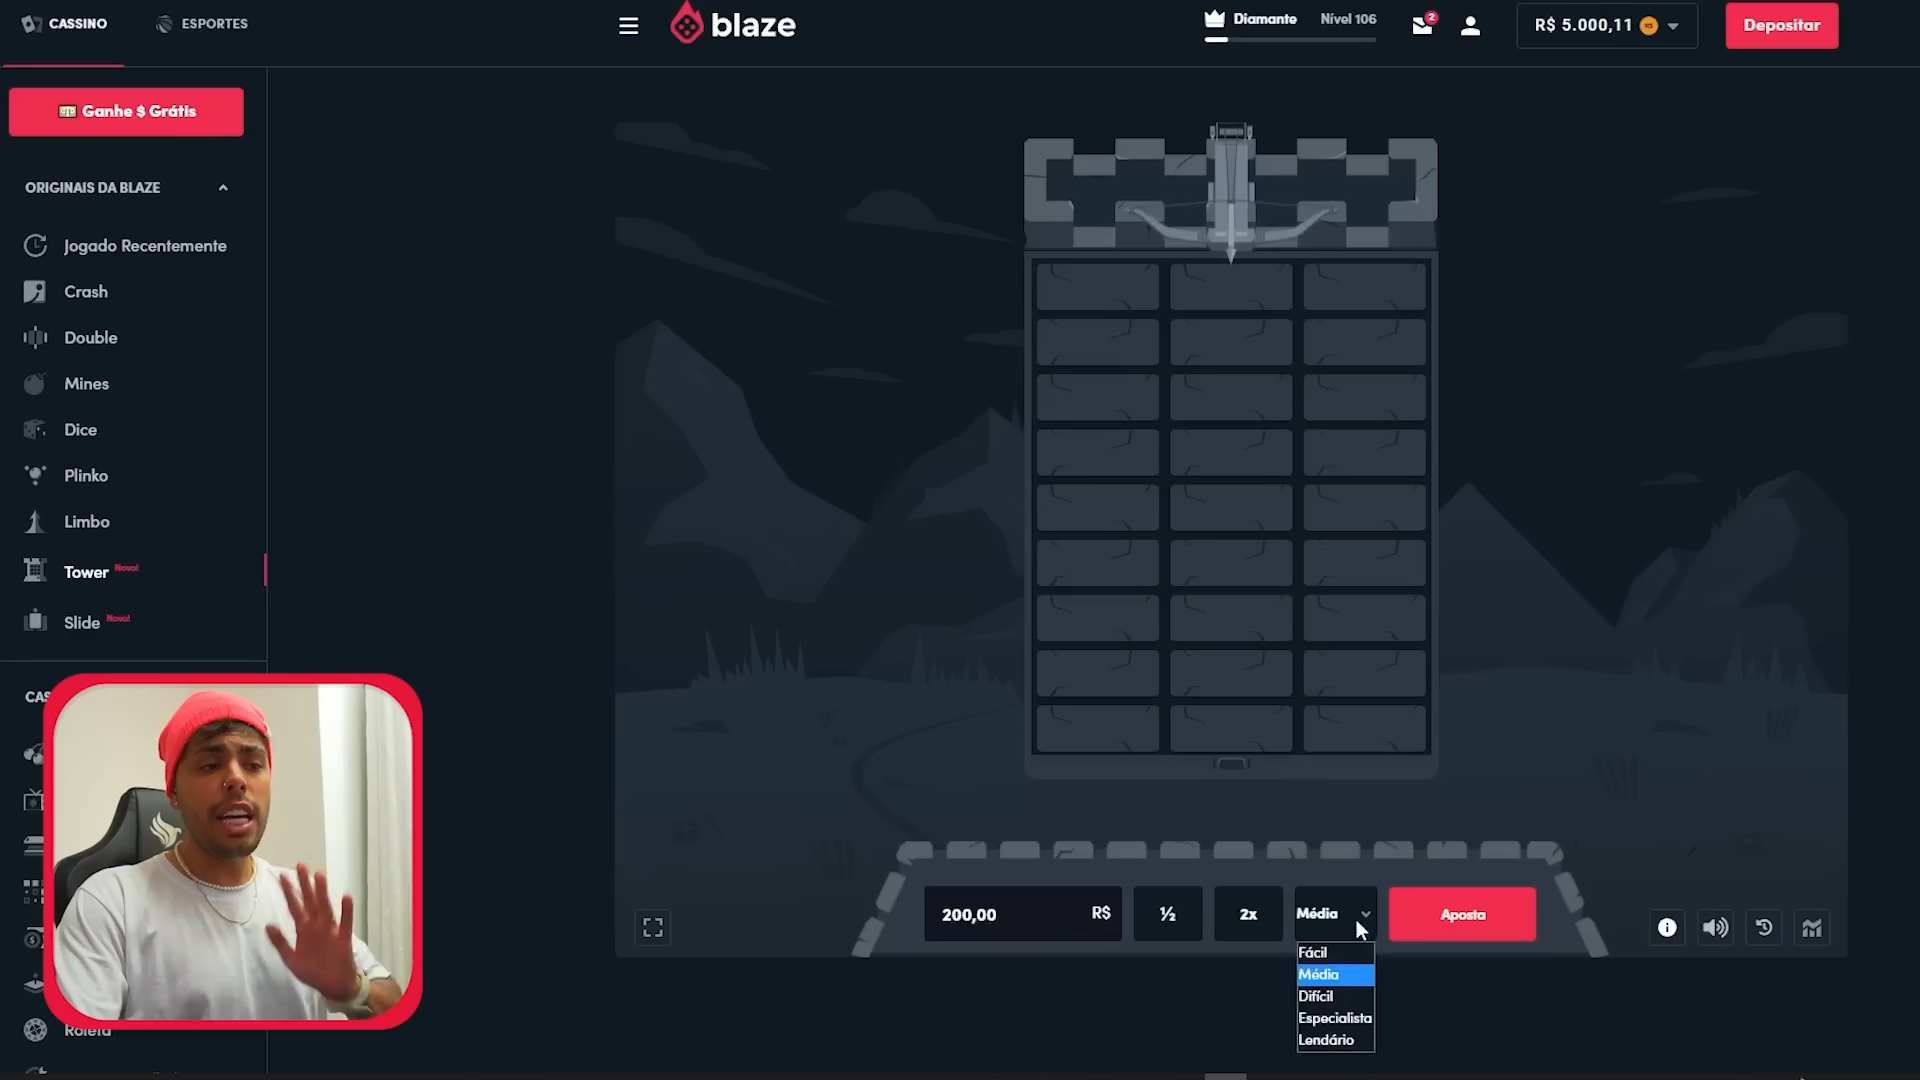 CASSINO
ESPORTES
blaze
Diamante
Nível 106
2
R$ 5.000,11
R$
Depositar
Ganhe $ Grátis
ORIGINAIS DA BLAZE
Jogado Recentemente
Crash
Double
Mines
Dice
Plinko
Limbo
Tower Novo!
Slide Novo!
200,00 R$
½
2x
Média
Aposta
Fácil
Média
Difícil
Especialista
Lendário
Roleta